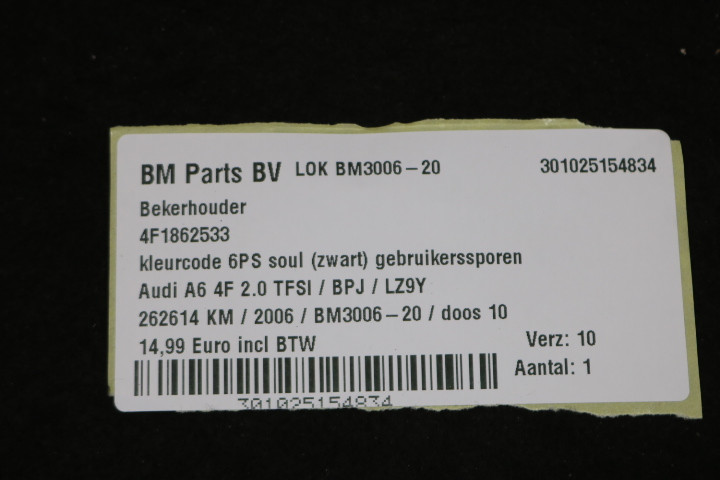 BM Parts BV LOK BM3006-20 301025154834
Bekerhouder
4F1862533
kleurcode 6PS soul (zwart) gebruikerssporen
Audi A6 4F 2.0 TFSI / BPJ / LZ9Y
262614 KM / 2006 / BM3006-20 / doos 10
14,99 Euro incl BTW Verz: 10
Aantal: 1
301025154834